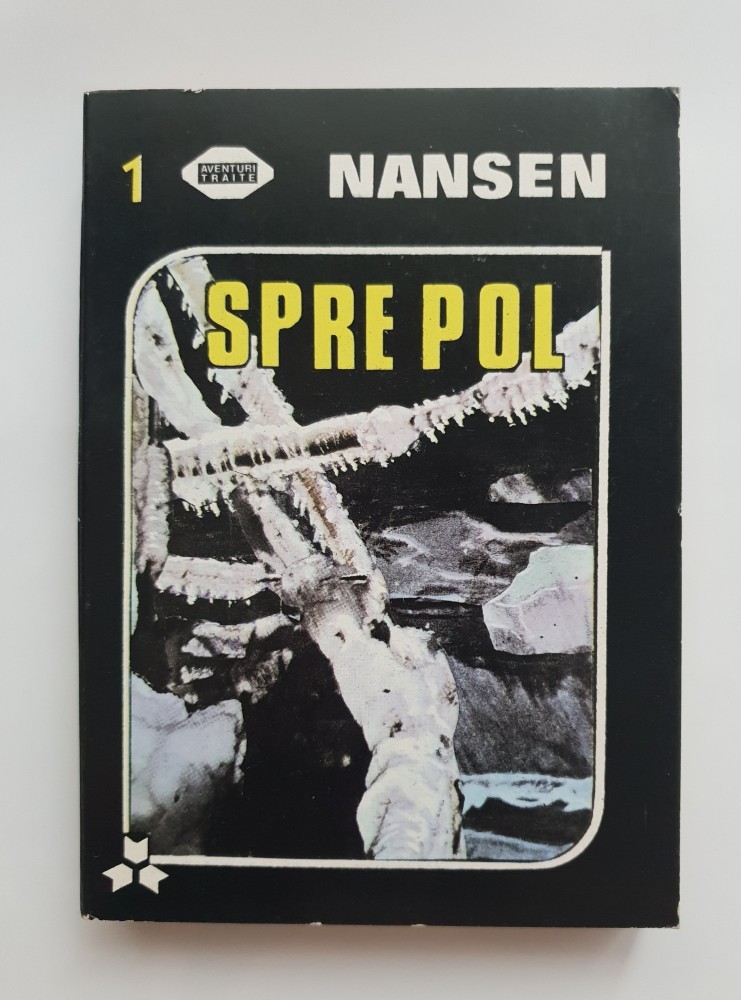 1
AVENTURI
TRAITE
NANSEN
SPRE POL